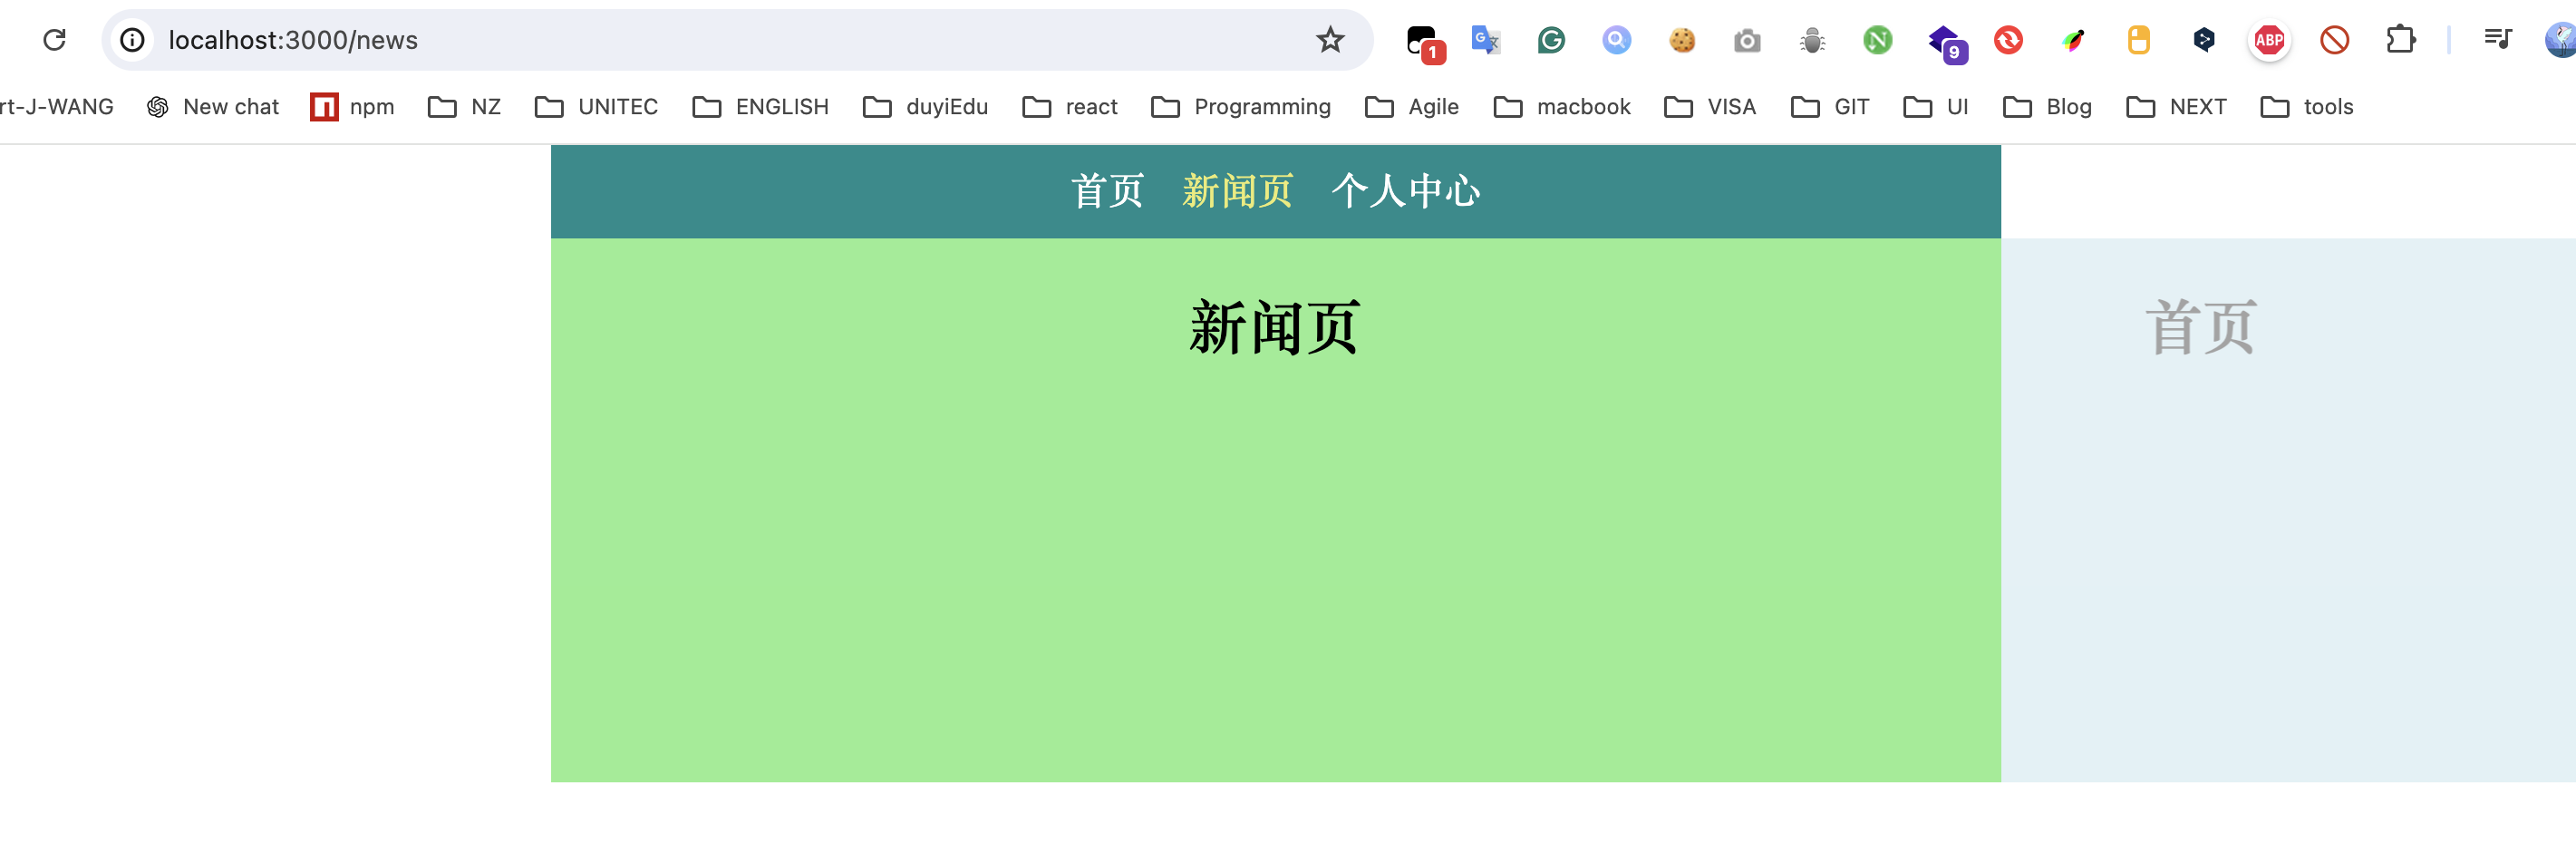 localhost:3000/news
1
9
ABP
rt-J-WANG New chat npm NZ UNITEC ENGLISH duyiEdu react Programming Agile macbook VISA GIT UI Blog NEXT tools
首页 新闻页 个人中心
新闻页
首页